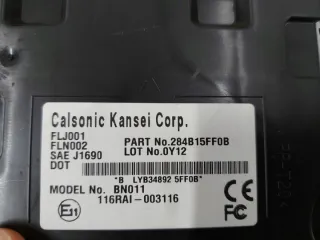 Calsonic Kansei Corp.
FLJ001
FLN002 PART No.284B15FF0B
SAE J1690 LOT No.0Y12
DOT
*B LYB34892 5FF0B*
MODEL No. BN011
116RAI-003116
E11
CE
FC